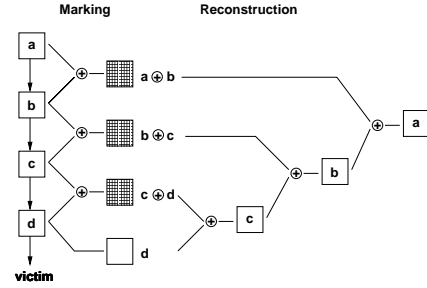 Marking Reconstruction
a
a ⊕ b
b
a
b ⊕ c
c
b
c ⊕ d
d
c
d
victim